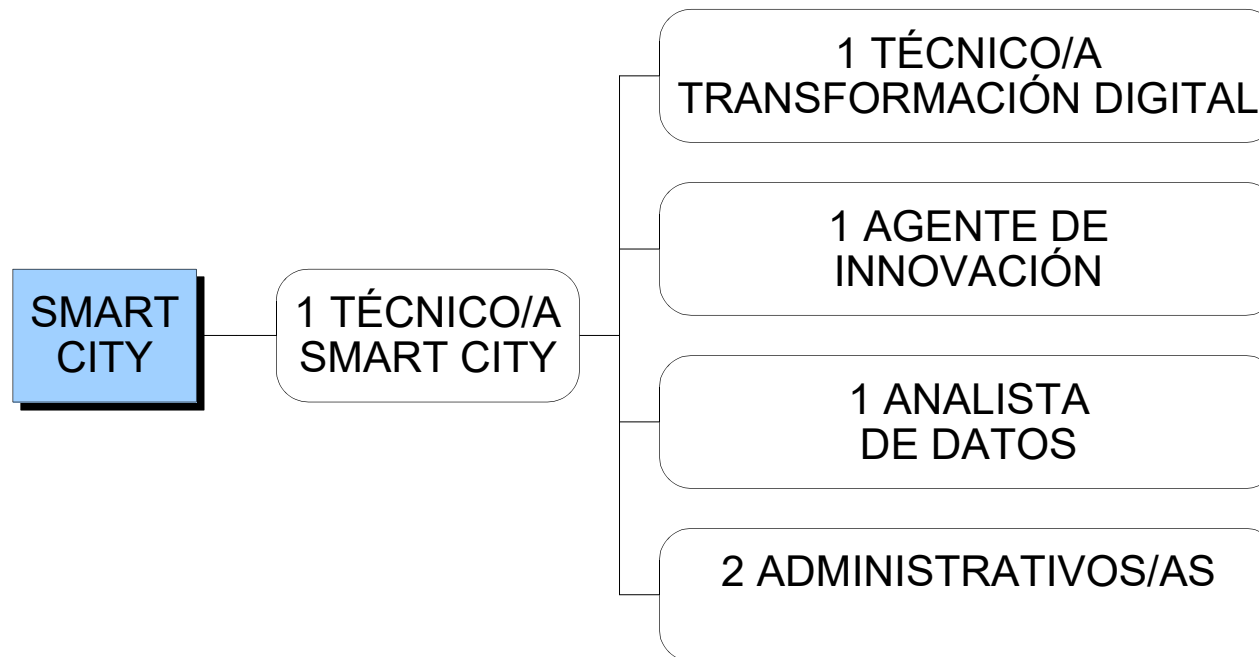 SMART
CITY
1 TÉCNICO/A
SMART CITY
1 TÉCNICO/A
TRANSFORMACIÓN DIGITAL
1 AGENTE DE
INNOVACIÓN
1 ANALISTA
DE DATOS
2 ADMINISTRATIVOS/AS